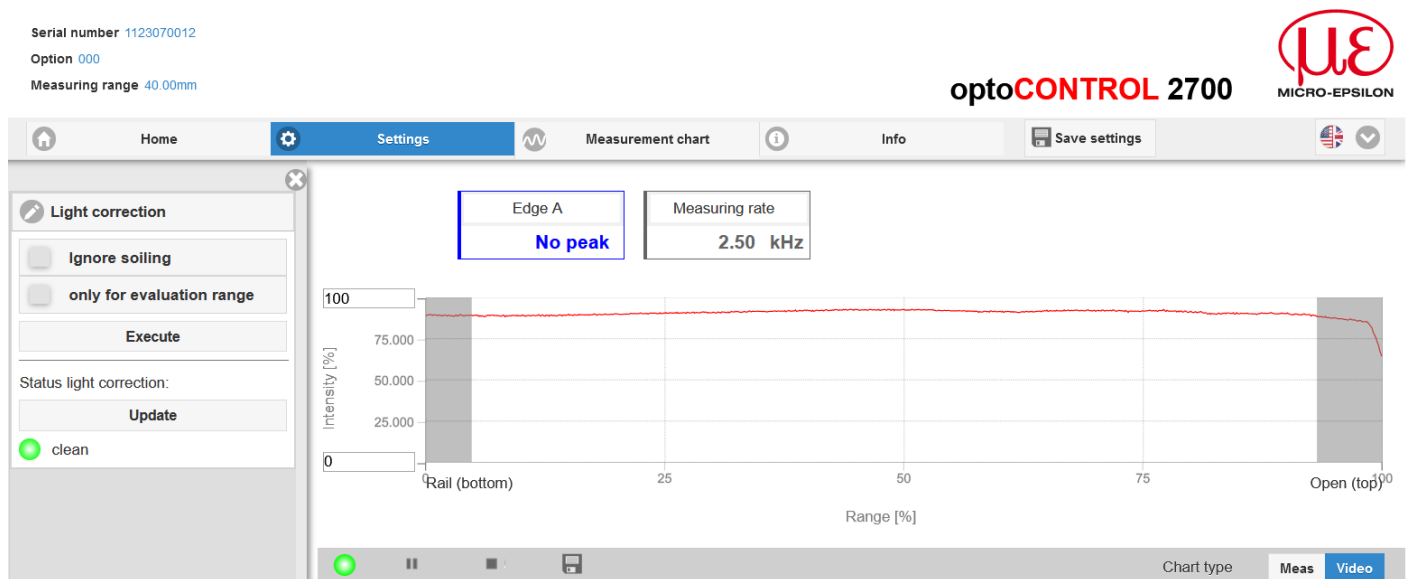 Serial number 1123070012
Option 000
Measuring range 40.00mm
optoCONTROL 2700
με
MICRO-EPSILON
Home
Settings
Measurement chart
Info
Save settings
Light correction
Ignore soiling
only for evaluation range
Execute
Status light correction:
Update
clean
Edge A
No peak
Measuring rate
2.50 kHz
100
75.000
50.000
25.000
0
Intensity [%]
0 25 50 75 100
Rail (bottom)
Open (top)
Range [%]
Chart type
Meas
Video